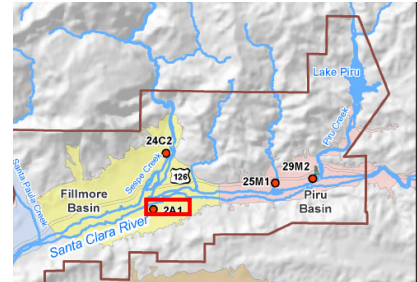 Lake Piru
Piru Creek
24C2
Sespe Creek
126
29M2
25M1
Santa Paula Creek
Fillmore
Basin
Piru
Basin
2A1
Santa Clara River